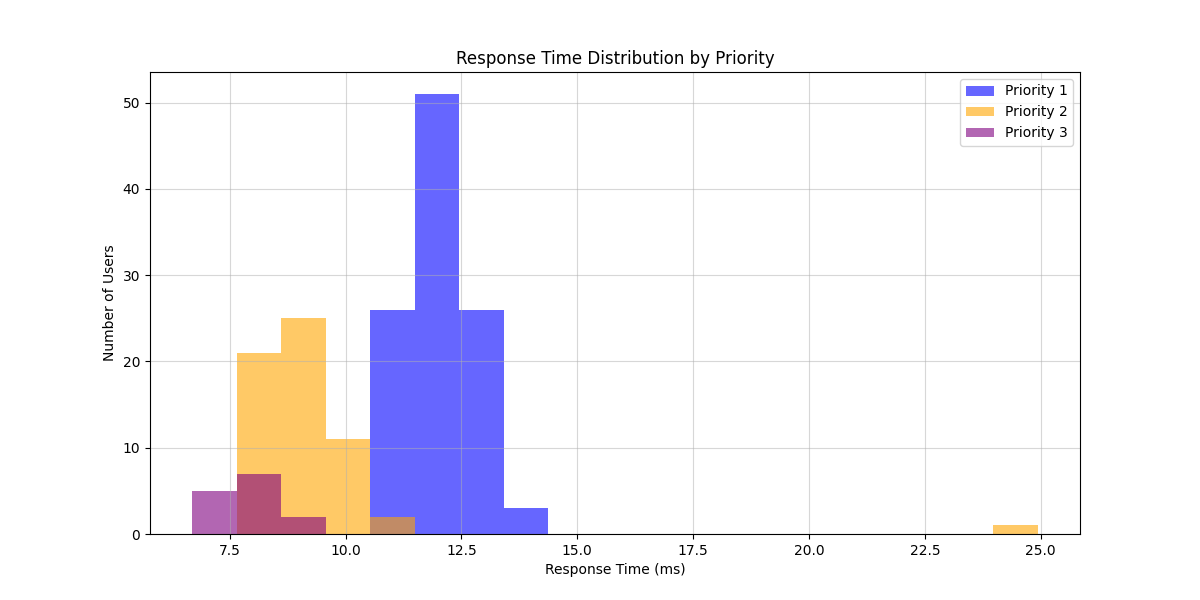 Response Time Distribution by Priority
Priority 1
Priority 2
Priority 3
50
40
30
20
10
0
Number of Users
7.5 10.0 12.5 15.0 17.5 20.0 22.5 25.0
Response Time (ms)